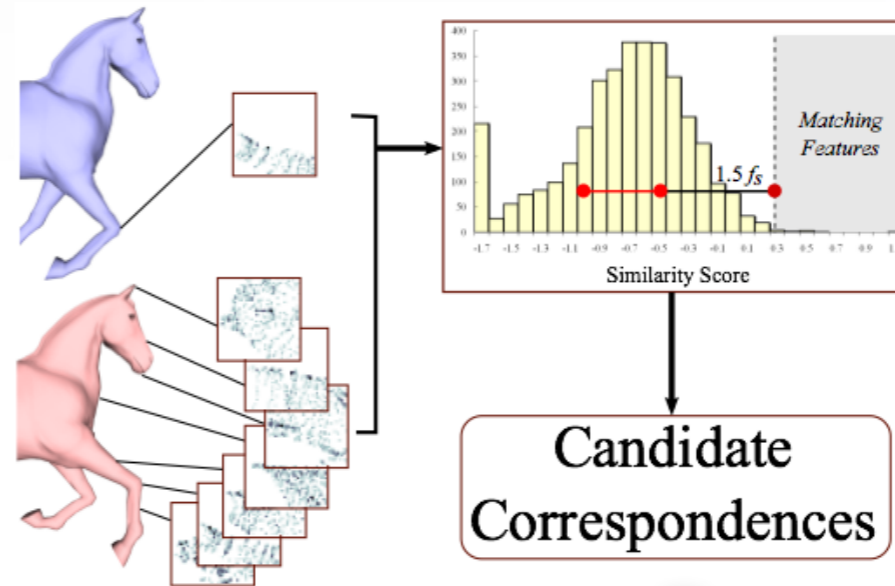 400
350
300
250
200
150
100
50
0
Matching
Features
1.5 fs
-1.7 -1.5 -1.3 -1.1 -0.9 -0.7 -0.5 -0.3 -0.1 0.1 0.3 0.5 0.7 0.9
Similarity Score
Candidate
Correspondences